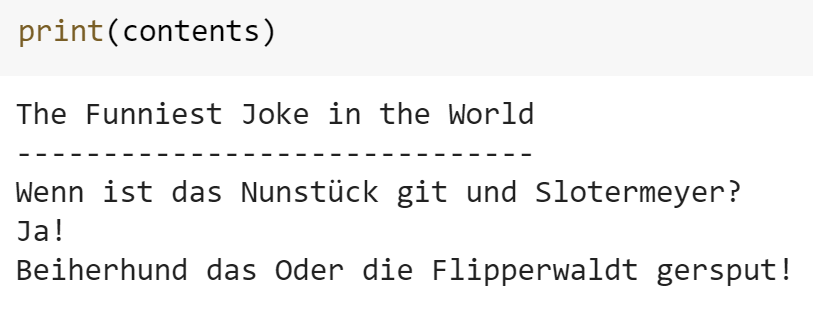 print(contents)
The Funniest Joke in the World
------------------------------
Wenn ist das Nunstück git und Slotermeyer?
Ja!
Beiherhund das Oder die Flipperwaldt gersput!